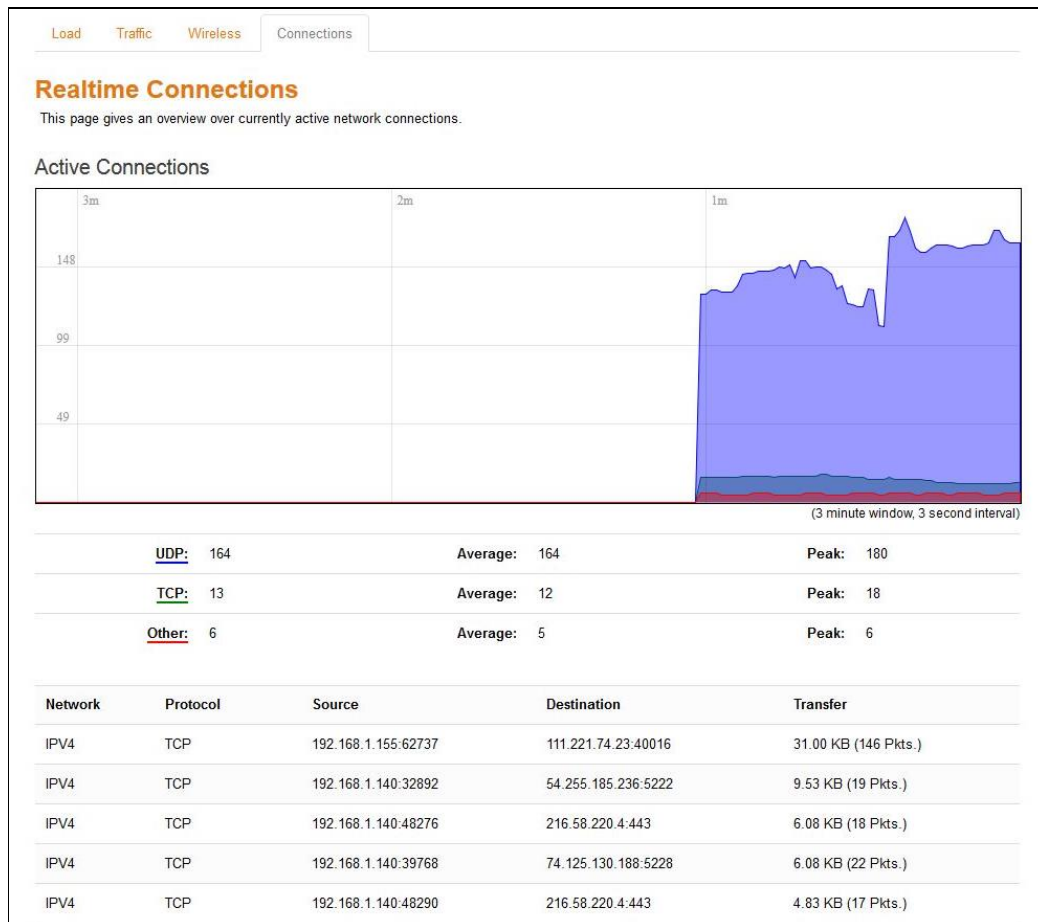 Load Traffic Wireless Connections
Realtime Connections
This page gives an overview over currently active network connections.
Active Connections
3m 2m 1m
148
99
49
(3 minute window, 3 second interval)
UDP: 164 Average: 164 Peak: 180
TCP: 13 Average: 12 Peak: 18
Other: 6 Average: 5 Peak: 6
Network Protocol Source Destination Transfer
IPV4 TCP 192.168.1.155:62737 111.221.74.23:40016 31.00 KB (146 Pkts.)
IPV4 TCP 192.168.1.140:32892 54.255.185.236:5222 9.53 KB (19 Pkts.)
IPV4 TCP 192.168.1.140:48276 216.58.220.4:443 6.08 KB (18 Pkts.)
IPV4 TCP 192.168.1.140:39768 74.125.130.188:5228 6.08 KB (22 Pkts.)
IPV4 TCP 192.168.1.140:48290 216.58.220.4:443 4.83 KB (17 Pkts.)